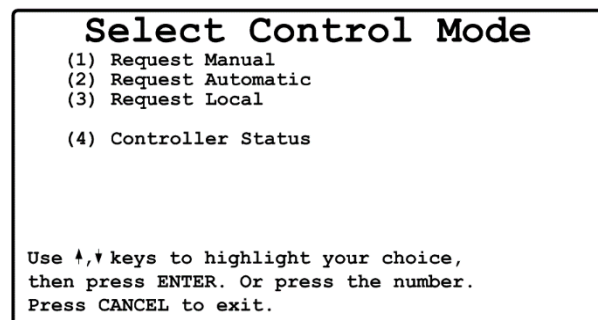 Select Control Mode
(1) Request Manual
(2) Request Automatic
(3) Request Local
(4) Controller Status
Use ↑,↓ keys to highlight your choice,
then press ENTER. Or press the number.
Press CANCEL to exit.